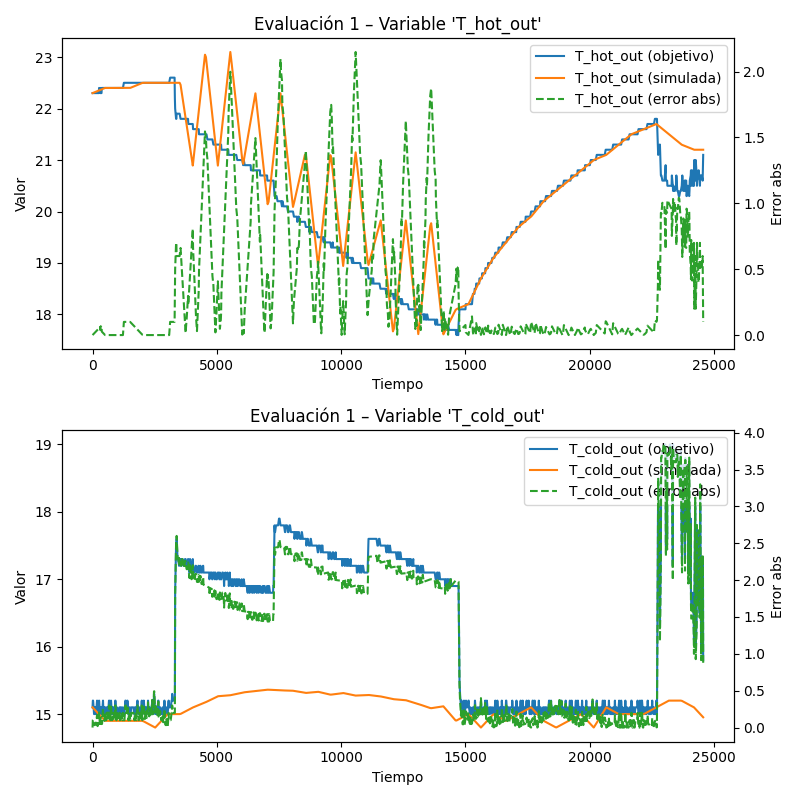 Evaluación 1 – Variable 'T_hot_out'
T_hot_out (objetivo)
T_hot_out (simulada)
T_hot_out (error abs)
Valor
23
22
21
20
19
18
2.0
1.5
1.0
0.5
0.0
Error abs
0 5000 10000 15000 20000 25000
Tiempo
Evaluación 1 – Variable 'T_cold_out'
T_cold_out (objetivo)
T_cold_out (simulada)
T_cold_out (error abs)
Valor
19
18
17
16
15
4.0
3.5
3.0
2.5
2.0
1.5
1.0
0.5
0.0
Error abs
0 5000 10000 15000 20000 25000
Tiempo